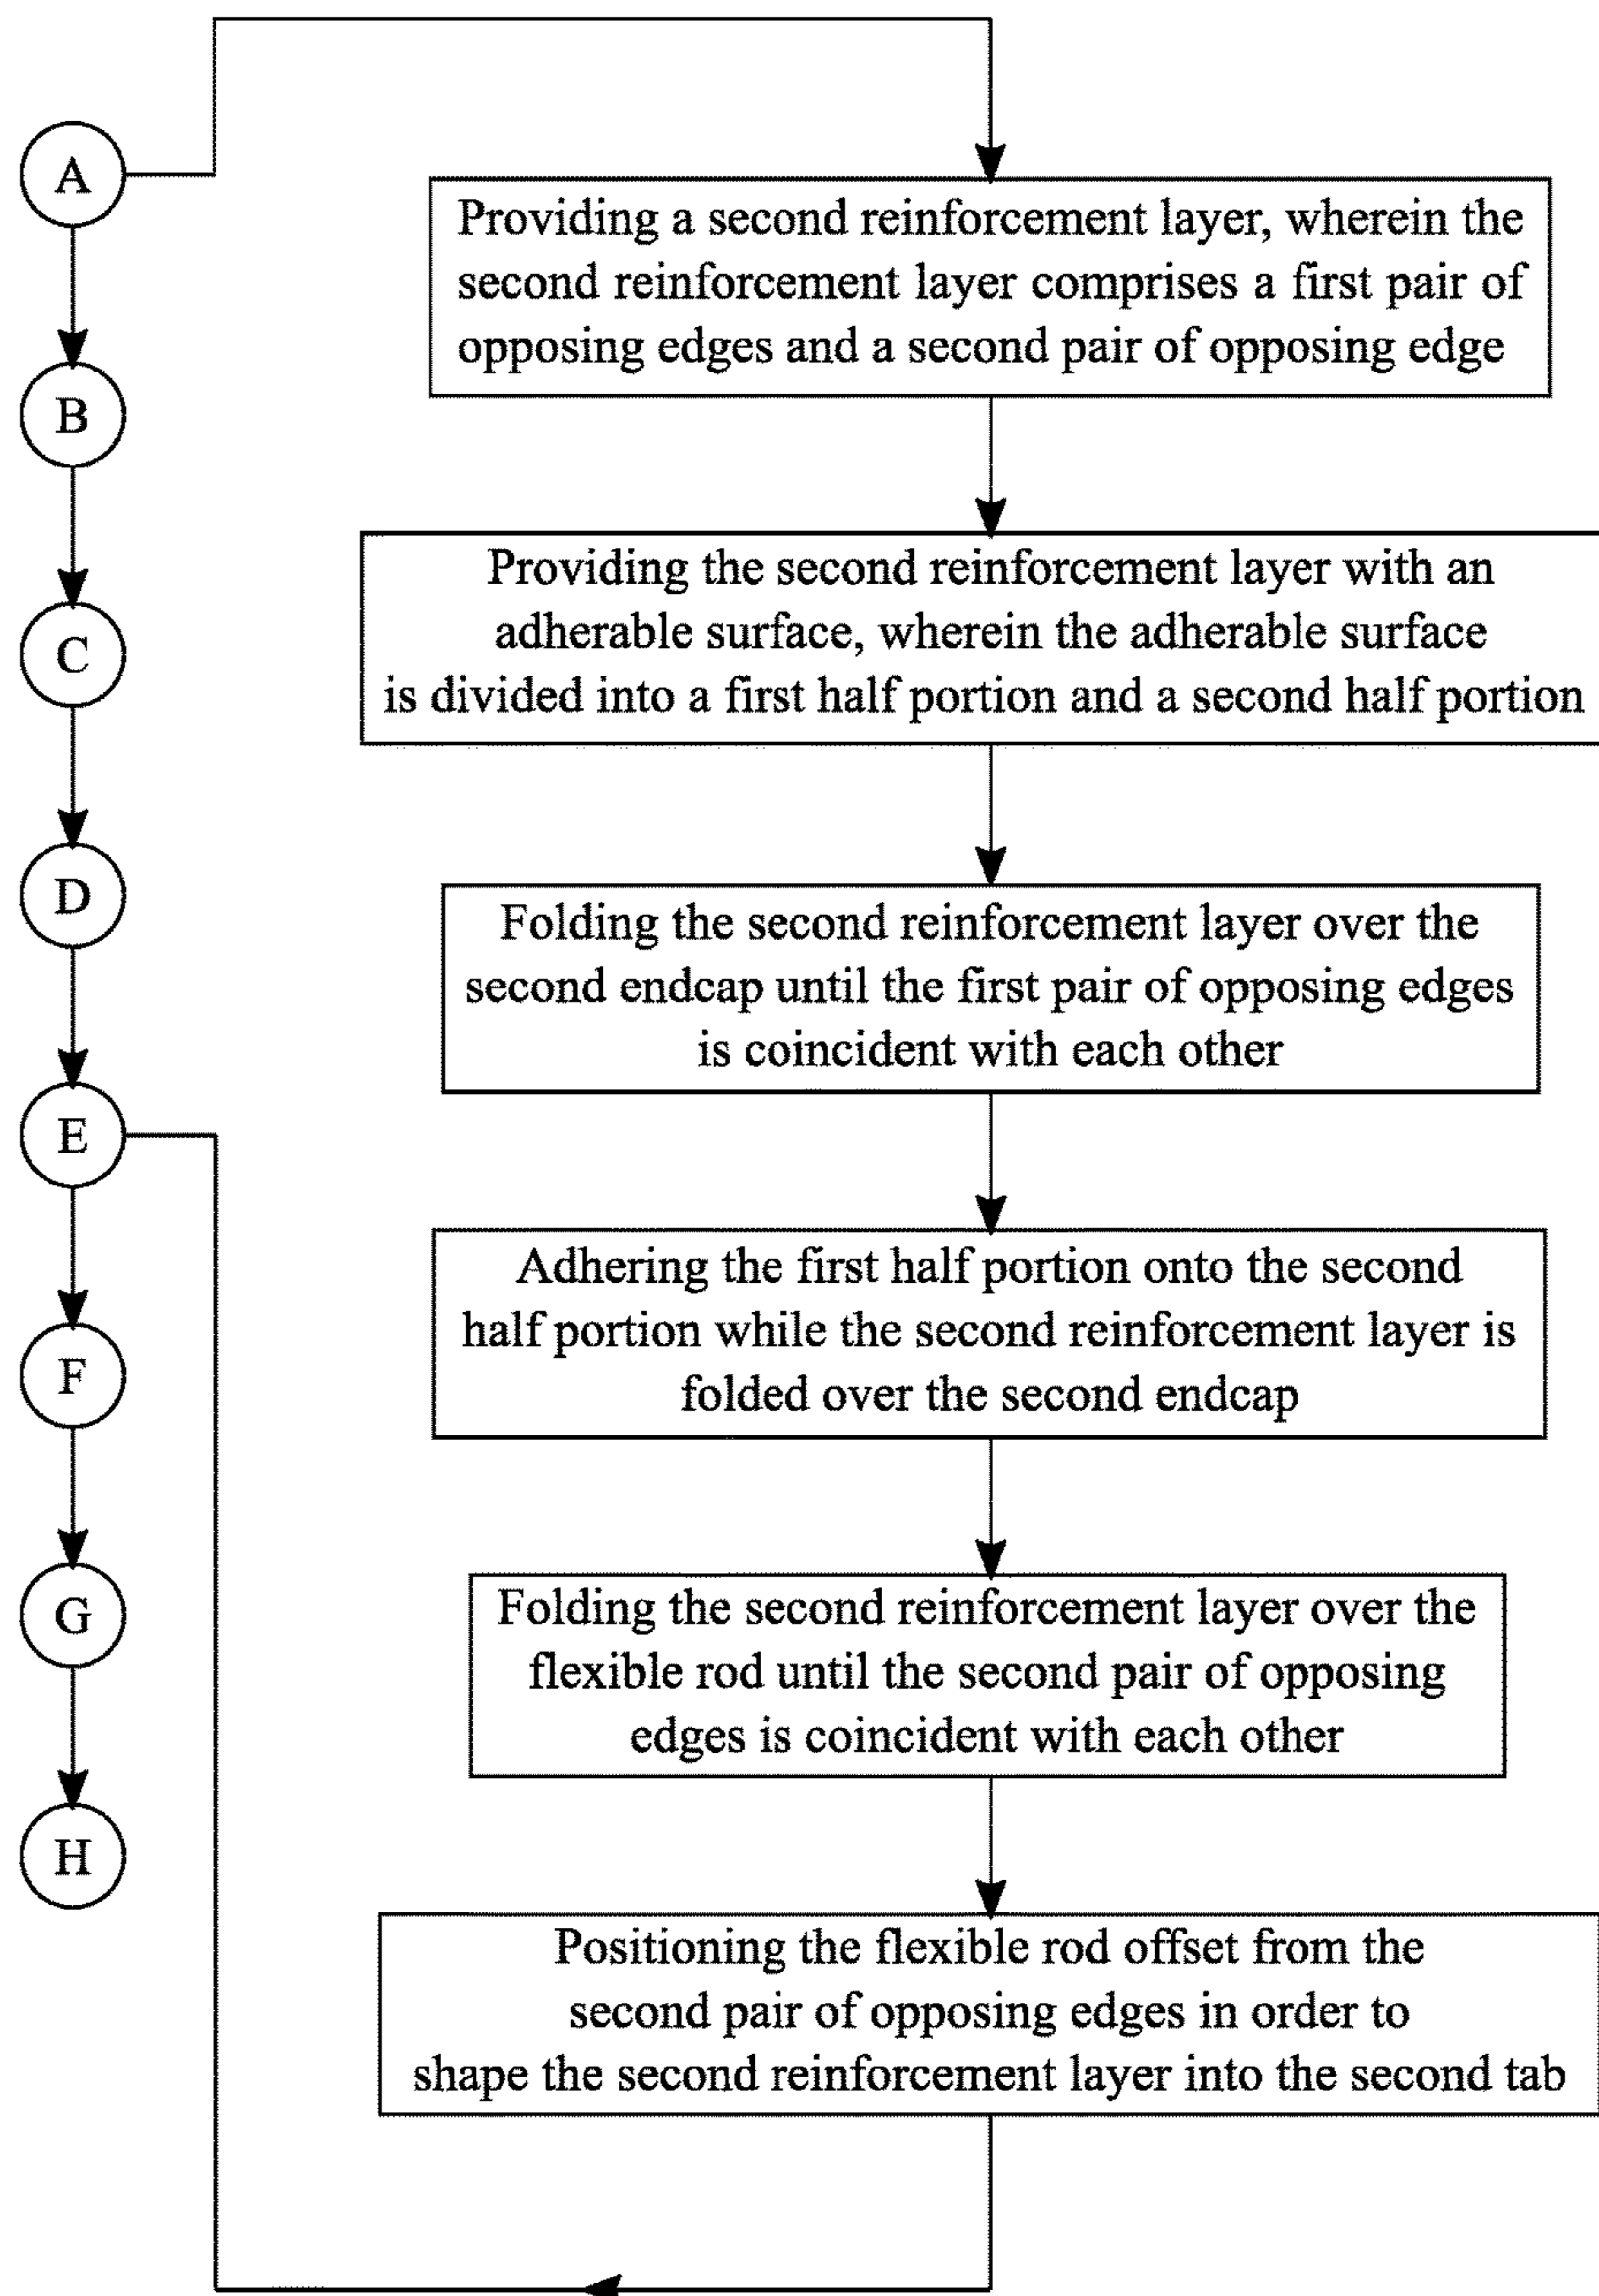 A
B
C
D
E
F
G
H
Providing a second reinforcement layer, wherein the
second reinforcement layer comprises a first pair of
opposing edges and a second pair of opposing edge
Providing the second reinforcement layer with an
adherable surface, wherein the adherable surface
is divided into a first half portion and a second half portion
Folding the second reinforcement layer over the
second endcap until the first pair of opposing edges
is coincident with each other
Adhering the first half portion onto the second
half portion while the second reinforcement layer is
folded over the second endcap
Folding the second reinforcement layer over the
flexible rod until the second pair of opposing
edges is coincident with each other
Positioning the flexible rod offset from the
second pair of opposing edges in order to
shape the second reinforcement layer into the second tab